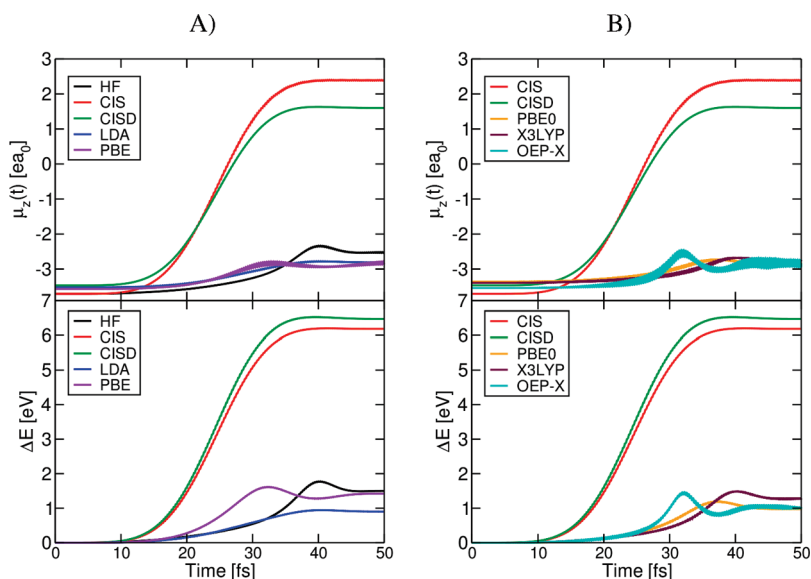 A)
B)
3
2
1
0
-1
-2
-3
μz(t) [ea0]
HF
CIS
CISD
LDA
PBE
3
2
1
0
-1
-2
-3
μz(t) [ea0]
CIS
CISD
PBE0
X3LYP
OEP-X
7
6
5
4
3
2
1
0
ΔE [eV]
HF
CIS
CISD
LDA
PBE
0 10 20 30 40 50
Time [fs]
7
6
5
4
3
2
1
0
ΔE [eV]
CIS
CISD
PBE0
X3LYP
OEP-X
0 10 20 30 40 50
Time [fs]